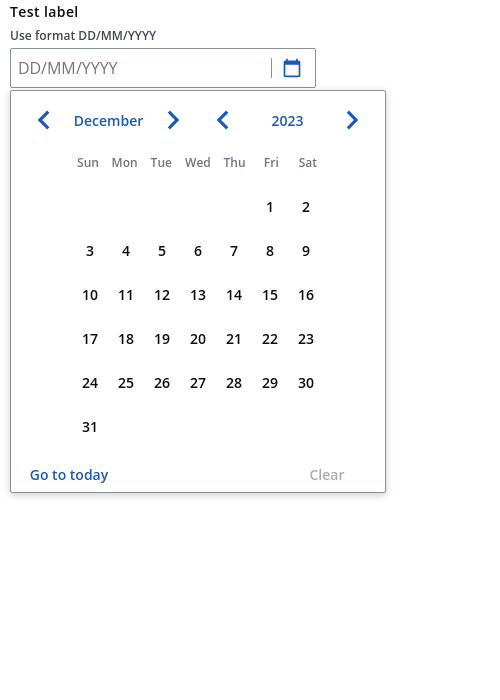 Test label
Use format DD/MM/YYYY
DD/MM/YYYY
December 2023
Sun Mon Tue Wed Thu Fri Sat
1 2
3 4 5 6 7 8 9
10 11 12 13 14 15 16
17 18 19 20 21 22 23
24 25 26 27 28 29 30
31
Go to today Clear